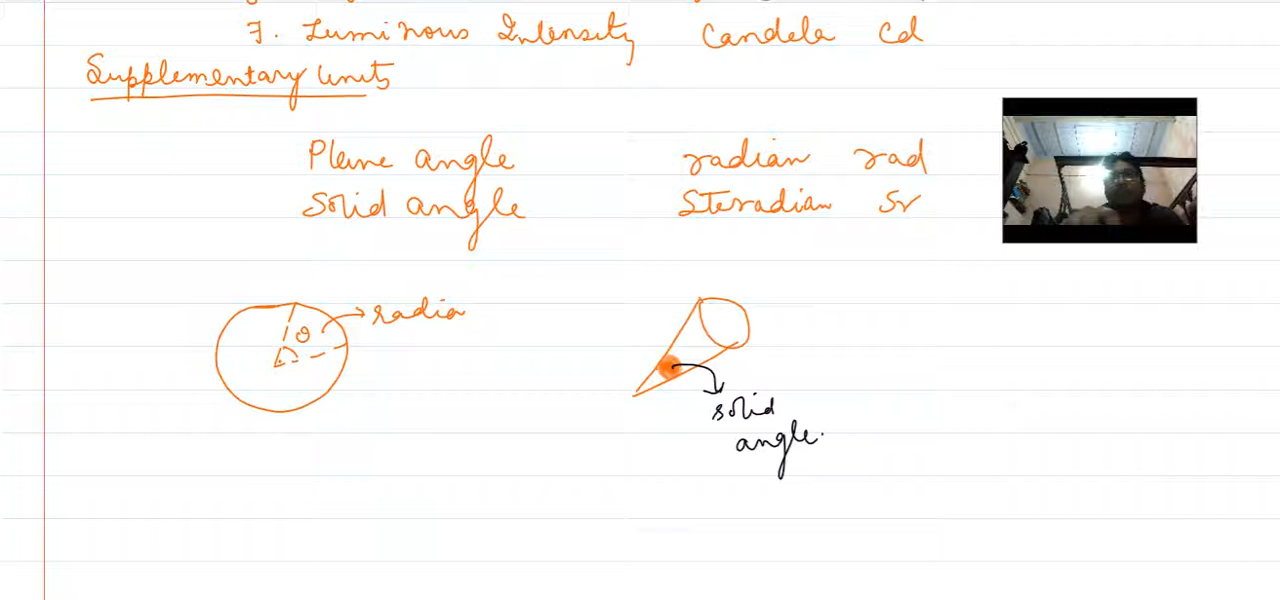 7. Luminous Intensity Candela Cd
Supplementary Units
Plane angle radian rad
Solid angle Steradian Sr
θ radia
solid
angle.